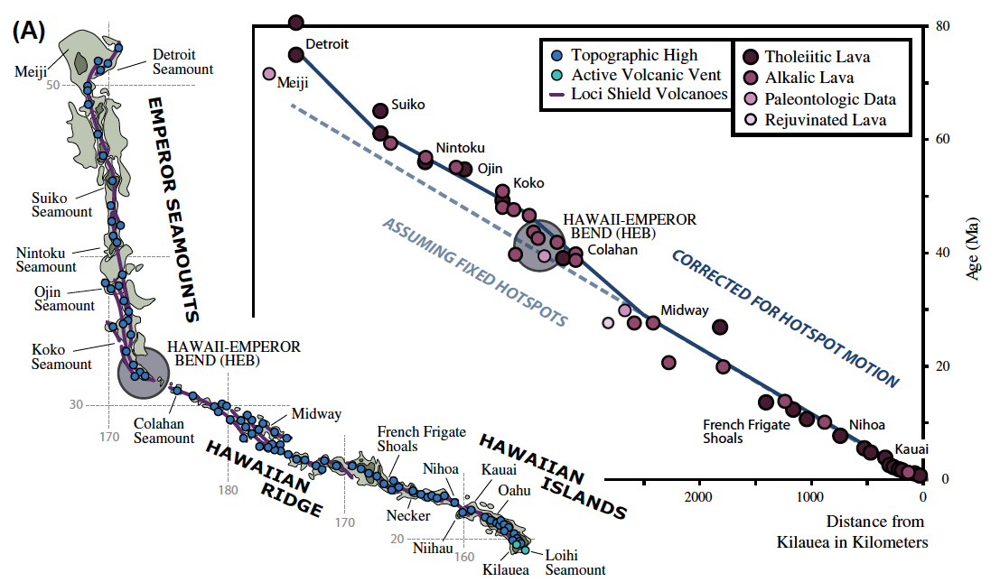 (A)
Meiji
Detroit
Seamount
50
EMPEROR SEAMOUNTS
Suiko
Seamount
Nintoku
Seamount
Ojin
Seamount
Koko
Seamount
HAWAII-EMPEROR
BEND (HEB)
30
170
Colahan
Seamount
Midway
HAWAIIAN
RIDGE
180
French Frigate
Shoals
170
Necker
Nihoa
Niihau
HAWAIIAN
ISLANDS
Kauai
Oahu
20
160
Kilauea
Loihi
Seamount
Topographic High
Active Volcanic Vent
Loci Shield Volcanoes
Tholeiitic Lava
Alkalic Lava
Paleontologic Data
Rejuvinated Lava
Detroit
Meiji
Suiko
Nintoku
Ojin
Koko
HAWAII-EMPEROR
BEND (HEB)
Colahan
ASSUMING FIXED HOTSPOTS
CORRECTED FOR HOTSPOT MOTION
Midway
French Frigate
Shoals
Nihoa
Kauai
80
60
40
20
0
Age (Ma)
2000
1000
0
Distance from
Kilauea in Kilometers